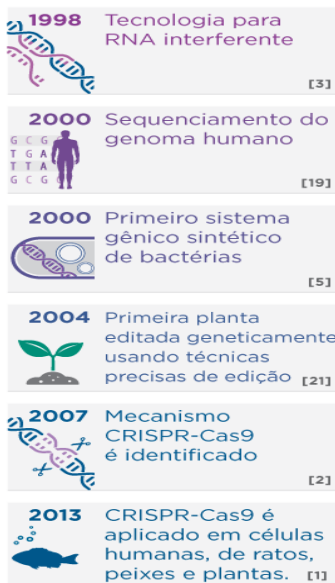 1998 Tecnologia para
RNA interferente
[3]
2000 Sequenciamento do
genoma humano
G C G
T G A
T T A
G C G
[19]
2000 Primeiro sistema
gênico sintético
de bactérias
[5]
2004 Primeira planta
editada geneticamente
usando técnicas
precisas de edição [21]
2007 Mecanismo
CRISPR-Cas9
é identificado
[2]
2013 CRISPR-Cas9 é
aplicado em células
humanas, de ratos,
peixes e plantas. [1]